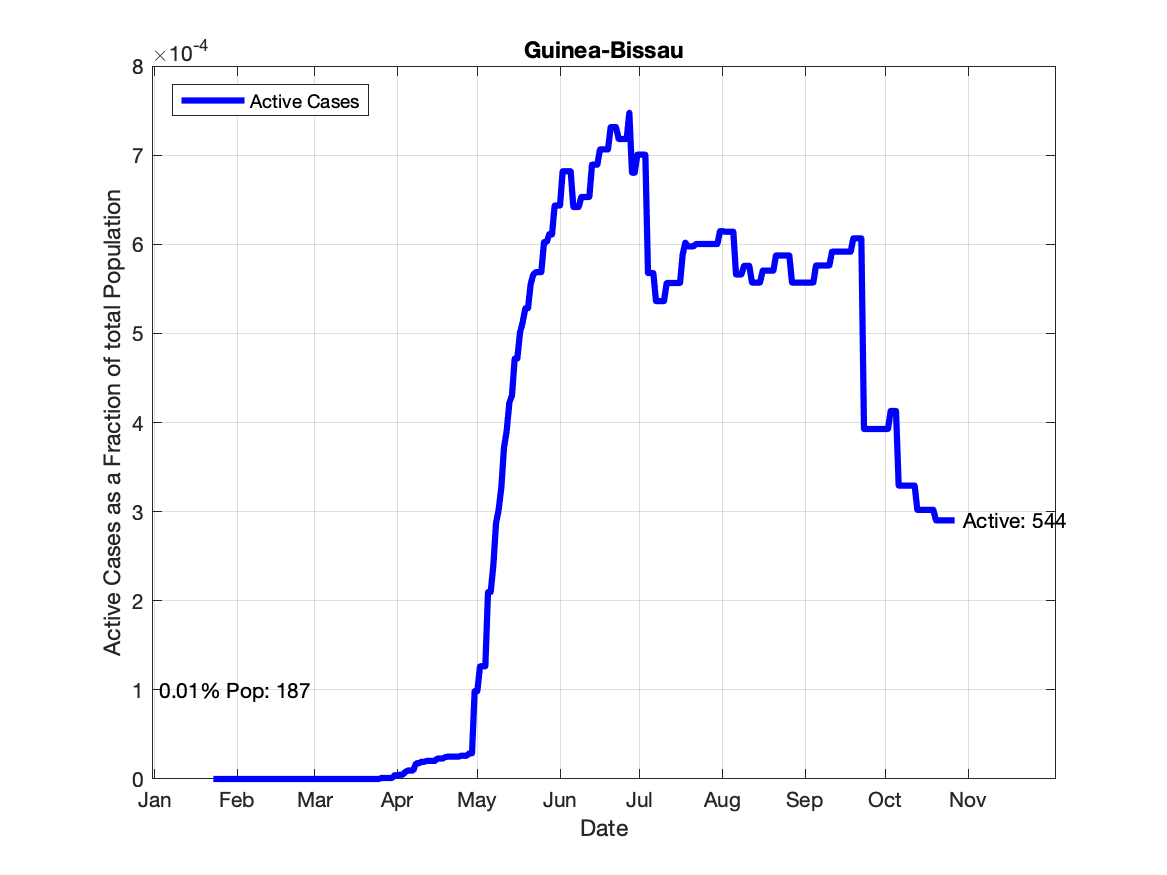 Guinea-Bissau
×10^-4
Active Cases
8
7
6
5
4
3
2
1
0
Active Cases as a Fraction of total Population
0.01% Pop: 187
Active: 544
Jan Feb Mar Apr May Jun Jul Aug Sep Oct Nov
Date